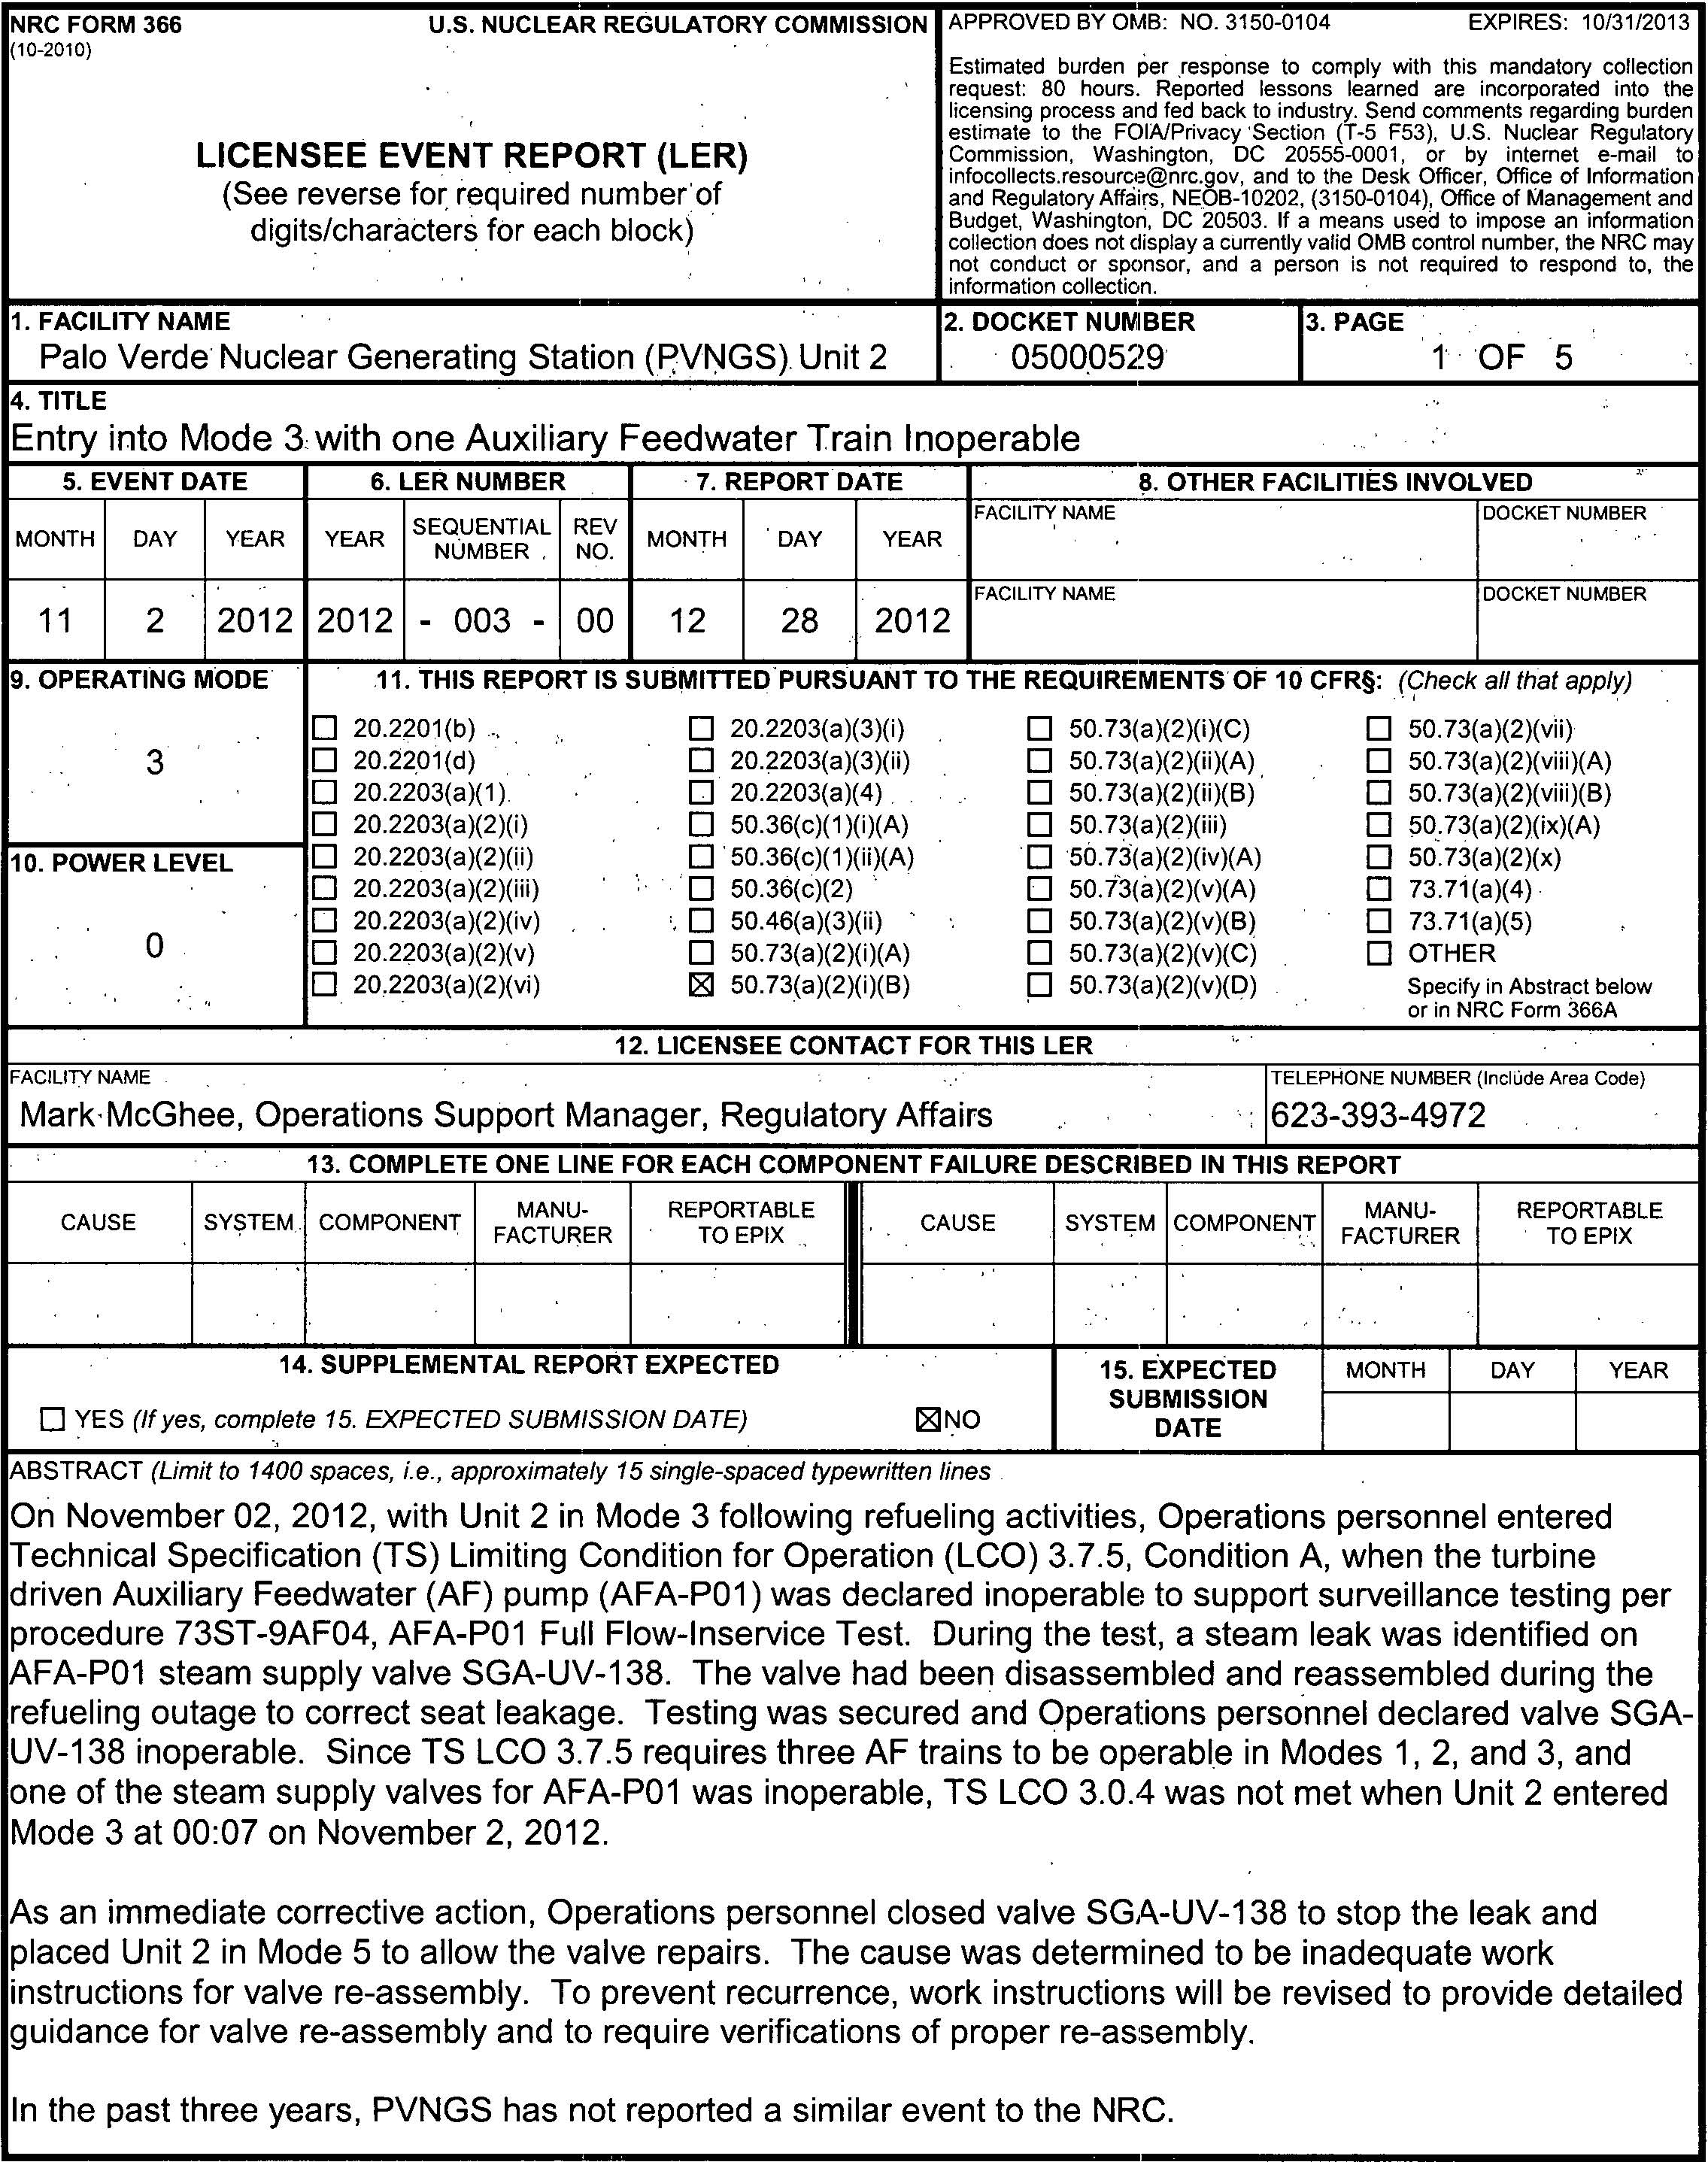 NRC FORM 366 U.S. NUCLEAR REGULATORY COMMISSION
(10-2010)
LICENSEE EVENT REPORT (LER)
(See reverse for required number of
digits/characters for each block)
APPROVED BY OMB: NO. 3150-0104 EXPIRES: 10/31/2013
Estimated burden per response to comply with this mandatory collection
request: 80 hours. Reported lessons learned are incorporated into the
licensing process and fed back to industry. Send comments regarding burden
estimate to the FOIA/Privacy Section (T-5 F53), U.S. Nuclear Regulatory
Commission, Washington, DC 20555-0001, or by internet e-mail to
infocollects.resource@nrc.gov, and to the Desk Officer, Office of Information
and Regulatory Affairs, NEOB-10202, (3150-0104), Office of Management and
Budget, Washington, DC 20503. If a means used to impose an information
collection does not display a currently valid OMB control number, the NRC may
not conduct or sponsor, and a person is not required to respond to, the
information collection.
1. FACILITY NAME
Palo Verde Nuclear Generating Station (PVNGS) Unit 2
2. DOCKET NUMBER
05000529
3. PAGE
1 OF 5
4. TITLE
Entry into Mode 3 with one Auxiliary Feedwater Train Inoperable
5. EVENT DATE 6. LER NUMBER 7. REPORT DATE 8. OTHER FACILITIES INVOLVED
MONTH DAY YEAR YEAR SEQUENTIAL NUMBER REV NO. MONTH DAY YEAR
FACILITY NAME DOCKET NUMBER
11 2 2012 2012 - 003 - 00 12 28 2012
FACILITY NAME DOCKET NUMBER
9. OPERATING MODE
3
10. POWER LEVEL
0
11. THIS REPORT IS SUBMITTED PURSUANT TO THE REQUIREMENTS OF 10 CFR§: (Check all that apply)
☐ 20.2201(b) ☐ 20.2203(a)(3)(i) ☐ 50.73(a)(2)(i)(C) ☐ 50.73(a)(2)(vii)
☐ 20.2201(d) ☐ 20.2203(a)(3)(ii) ☐ 50.73(a)(2)(ii)(A) ☐ 50.73(a)(2)(viii)(A)
☐ 20.2203(a)(1) ☐ 20.2203(a)(4) ☐ 50.73(a)(2)(ii)(B) ☐ 50.73(a)(2)(viii)(B)
☐ 20.2203(a)(2)(i) ☐ 50.36(c)(1)(i)(A) ☐ 50.73(a)(2)(iii) ☐ 50.73(a)(2)(ix)(A)
☐ 20.2203(a)(2)(ii) ☐ 50.36(c)(1)(ii)(A) ☐ 50.73(a)(2)(iv)(A) ☐ 50.73(a)(2)(x)
☐ 20.2203(a)(2)(iii) ☐ 50.36(c)(2) ☐ 50.73(a)(2)(v)(A) ☐ 73.71(a)(4)
☐ 20.2203(a)(2)(iv) ☐ 50.46(a)(3)(ii) ☐ 50.73(a)(2)(v)(B) ☐ 73.71(a)(5)
☐ 20.2203(a)(2)(v) ☐ 50.73(a)(2)(i)(A) ☐ 50.73(a)(2)(v)(C) ☐ OTHER
☐ 20.2203(a)(2)(vi) ☒ 50.73(a)(2)(i)(B) ☐ 50.73(a)(2)(v)(D) Specify in Abstract below
or in NRC Form 366A
12. LICENSEE CONTACT FOR THIS LER
FACILITY NAME TELEPHONE NUMBER (Include Area Code)
Mark McGhee, Operations Support Manager, Regulatory Affairs 623-393-4972
13. COMPLETE ONE LINE FOR EACH COMPONENT FAILURE DESCRIBED IN THIS REPORT
CAUSE SYSTEM COMPONENT MANU-FACTURER REPORTABLE TO EPIX CAUSE SYSTEM COMPONENT MANU-FACTURER REPORTABLE TO EPIX
14. SUPPLEMENTAL REPORT EXPECTED
☐ YES (If yes, complete 15. EXPECTED SUBMISSION DATE) ☒ NO
15. EXPECTED
SUBMISSION
DATE
MONTH DAY YEAR
ABSTRACT (Limit to 1400 spaces, i.e., approximately 15 single-spaced typewritten lines
On November 02, 2012, with Unit 2 in Mode 3 following refueling activities, Operations personnel entered
Technical Specification (TS) Limiting Condition for Operation (LCO) 3.7.5, Condition A, when the turbine
driven Auxiliary Feedwater (AF) pump (AFA-P01) was declared inoperable to support surveillance testing per
procedure 73ST-9AF04, AFA-P01 Full Flow-Inservice Test. During the test, a steam leak was identified on
AFA-P01 steam supply valve SGA-UV-138. The valve had been disassembled and reassembled during the
refueling outage to correct seat leakage. Testing was secured and Operations personnel declared valve SGA-
UV-138 inoperable. Since TS LCO 3.7.5 requires three AF trains to be operable in Modes 1, 2, and 3, and
one of the steam supply valves for AFA-P01 was inoperable, TS LCO 3.0.4 was not met when Unit 2 entered
Mode 3 at 00:07 on November 2, 2012.
As an immediate corrective action, Operations personnel closed valve SGA-UV-138 to stop the leak and
placed Unit 2 in Mode 5 to allow the valve repairs. The cause was determined to be inadequate work
instructions for valve re-assembly. To prevent recurrence, work instructions will be revised to provide detailed
guidance for valve re-assembly and to require verifications of proper re-assembly.
In the past three years, PVNGS has not reported a similar event to the NRC.